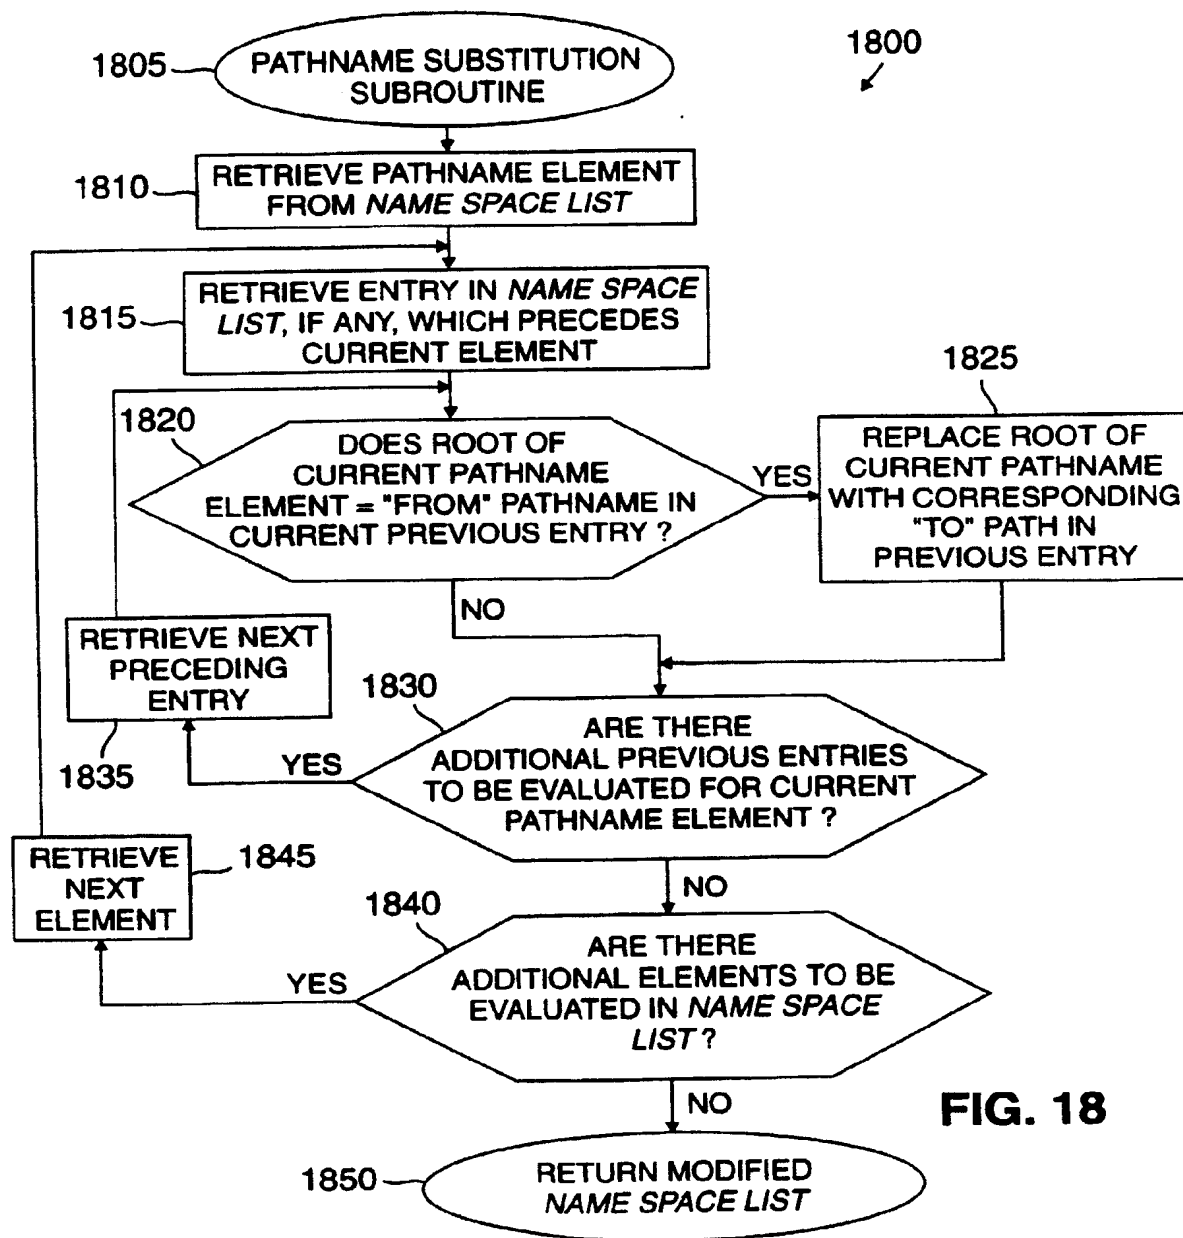 1800
1805
PATHNAME SUBSTITUTION
SUBROUTINE
1810
RETRIEVE PATHNAME ELEMENT
FROM NAME SPACE LIST
1815
RETRIEVE ENTRY IN NAME SPACE
LIST, IF ANY, WHICH PRECEDES
CURRENT ELEMENT
1820
DOES ROOT OF
CURRENT PATHNAME
ELEMENT = "FROM" PATHNAME IN
CURRENT PREVIOUS ENTRY ?
YES
1825
REPLACE ROOT OF
CURRENT PATHNAME
WITH CORRESPONDING
"TO" PATH IN
PREVIOUS ENTRY
NO
RETRIEVE NEXT
PRECEDING
ENTRY
1835
1830
ARE THERE
ADDITIONAL PREVIOUS ENTRIES
TO BE EVALUATED FOR CURRENT
PATHNAME ELEMENT ?
YES
NO
RETRIEVE
NEXT
ELEMENT
1845
1840
ARE THERE
ADDITIONAL ELEMENTS TO BE
EVALUATED IN NAME SPACE
LIST ?
YES
NO
FIG. 18
1850
RETURN MODIFIED
NAME SPACE LIST